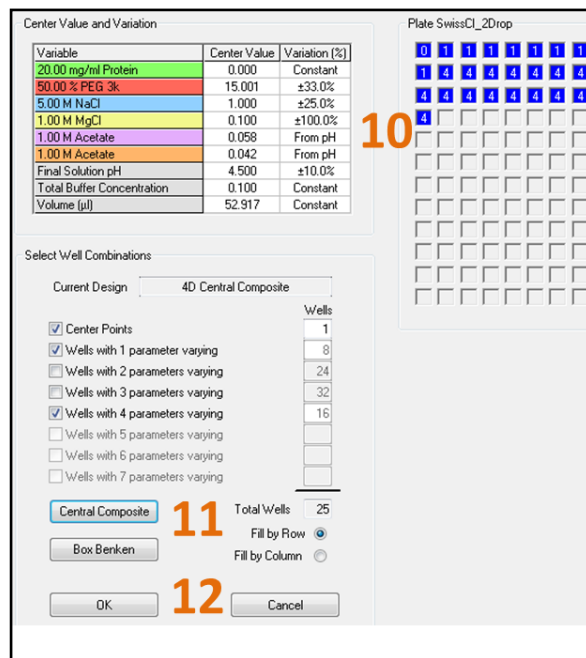 Center Value and Variation
Variable Center Value Variation (%)
20.00 mg/ml Protein 0.000 Constant
50.00 % PEG 3k 15.001 ±33.0%
5.00 M NaCl 1.000 ±25.0%
1.00 M MgCl 0.100 ±100.0%
1.00 M Acetate 0.058 From pH
1.00 M Acetate 0.042 From pH
Final Solution pH 4.500 ±10.0%
Total Buffer Concentration 0.100 Constant
Volume (µl) 52.917 Constant
10
Plate SwissCl_2Drop
0 1 1 1 1 1 1 1
1 4 4 4 4 4 4 4
4 4 4 4 4 4 4 4
4
Select Well Combinations
Current Design 4D Central Composite
Wells
Center Points 1
Wells with 1 parameter varying 8
Wells with 2 parameters varying 24
Wells with 3 parameters varying 32
Wells with 4 parameters varying 16
Wells with 5 parameters varying
Wells with 6 parameters varying
Wells with 7 parameters varying
Central Composite 11 Total Wells 25
Fill by Row
Box Benken
Fill by Column
OK 12 Cancel